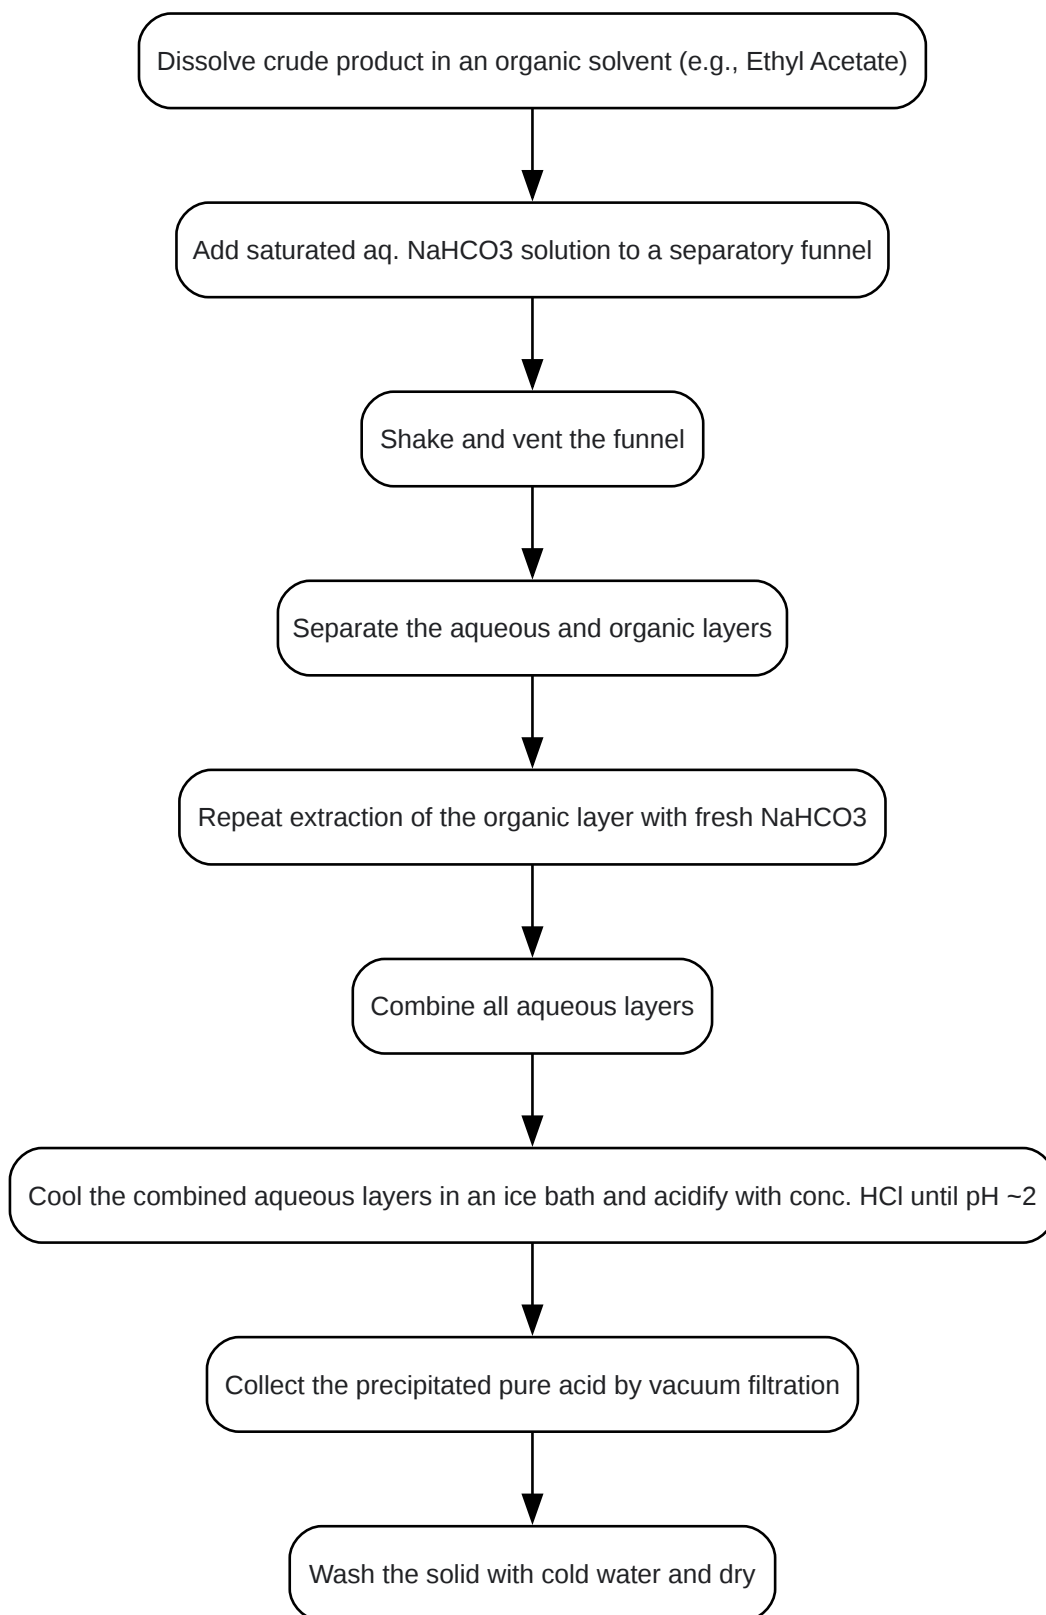 Dissolve crude product in an organic solvent (e.g., Ethyl Acetate)
Add saturated aq. NaHCO3 solution to a separatory funnel
Shake and vent the funnel
Separate the aqueous and organic layers
Repeat extraction of the organic layer with fresh NaHCO3
Combine all aqueous layers
Cool the combined aqueous layers in an ice bath and acidify with conc. HCl until pH ~2
Collect the precipitated pure acid by vacuum filtration
Wash the solid with cold water and dry